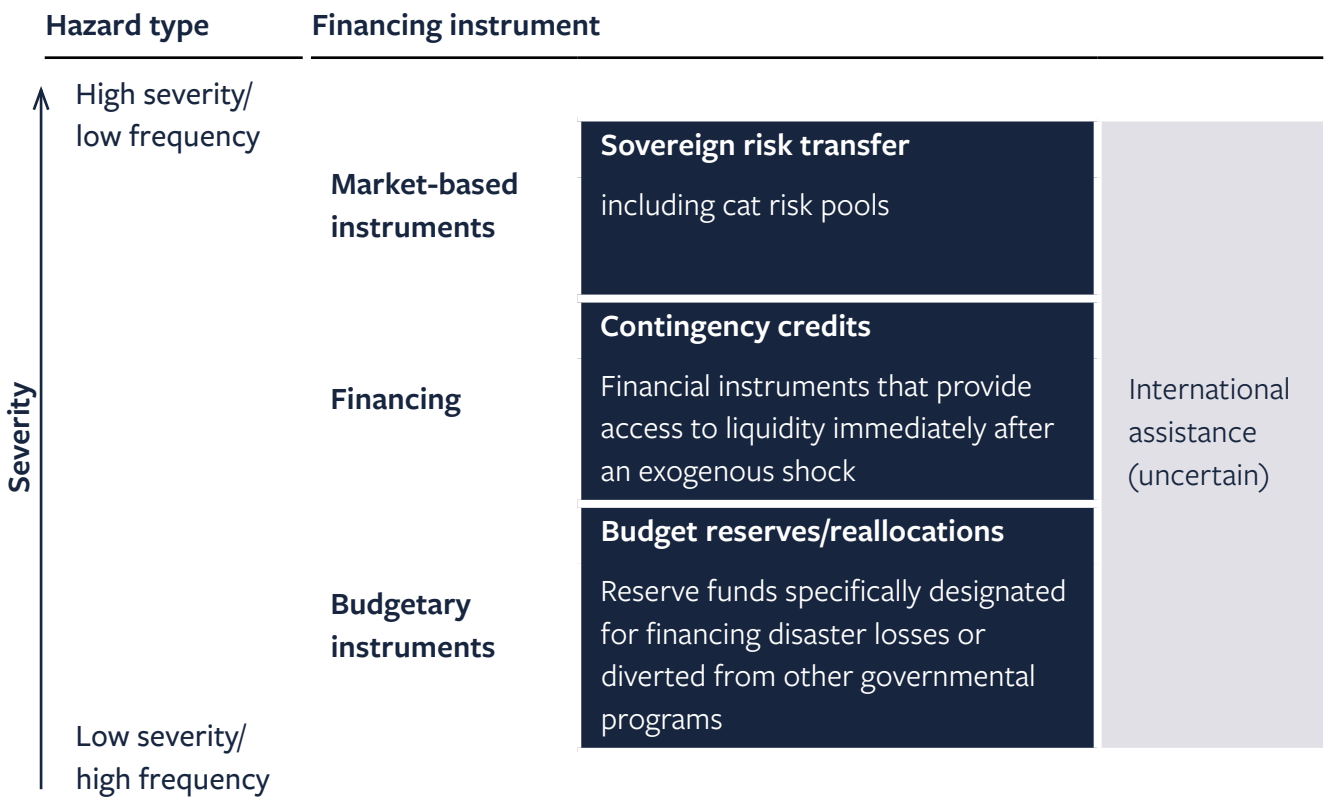 Hazard type
Financing instrument
High severity/
low frequency
Severity
Low severity/
high frequency
Market-based
instruments
Sovereign risk transfer
including cat risk pools
Financing
Contingency credits
Financial instruments that provide
access to liquidity immediately after
an exogenous shock
Budgetary
instruments
Budget reserves/reallocations
Reserve funds specifically designated
for financing disaster losses or
diverted from other governmental
programs
International
assistance
(uncertain)